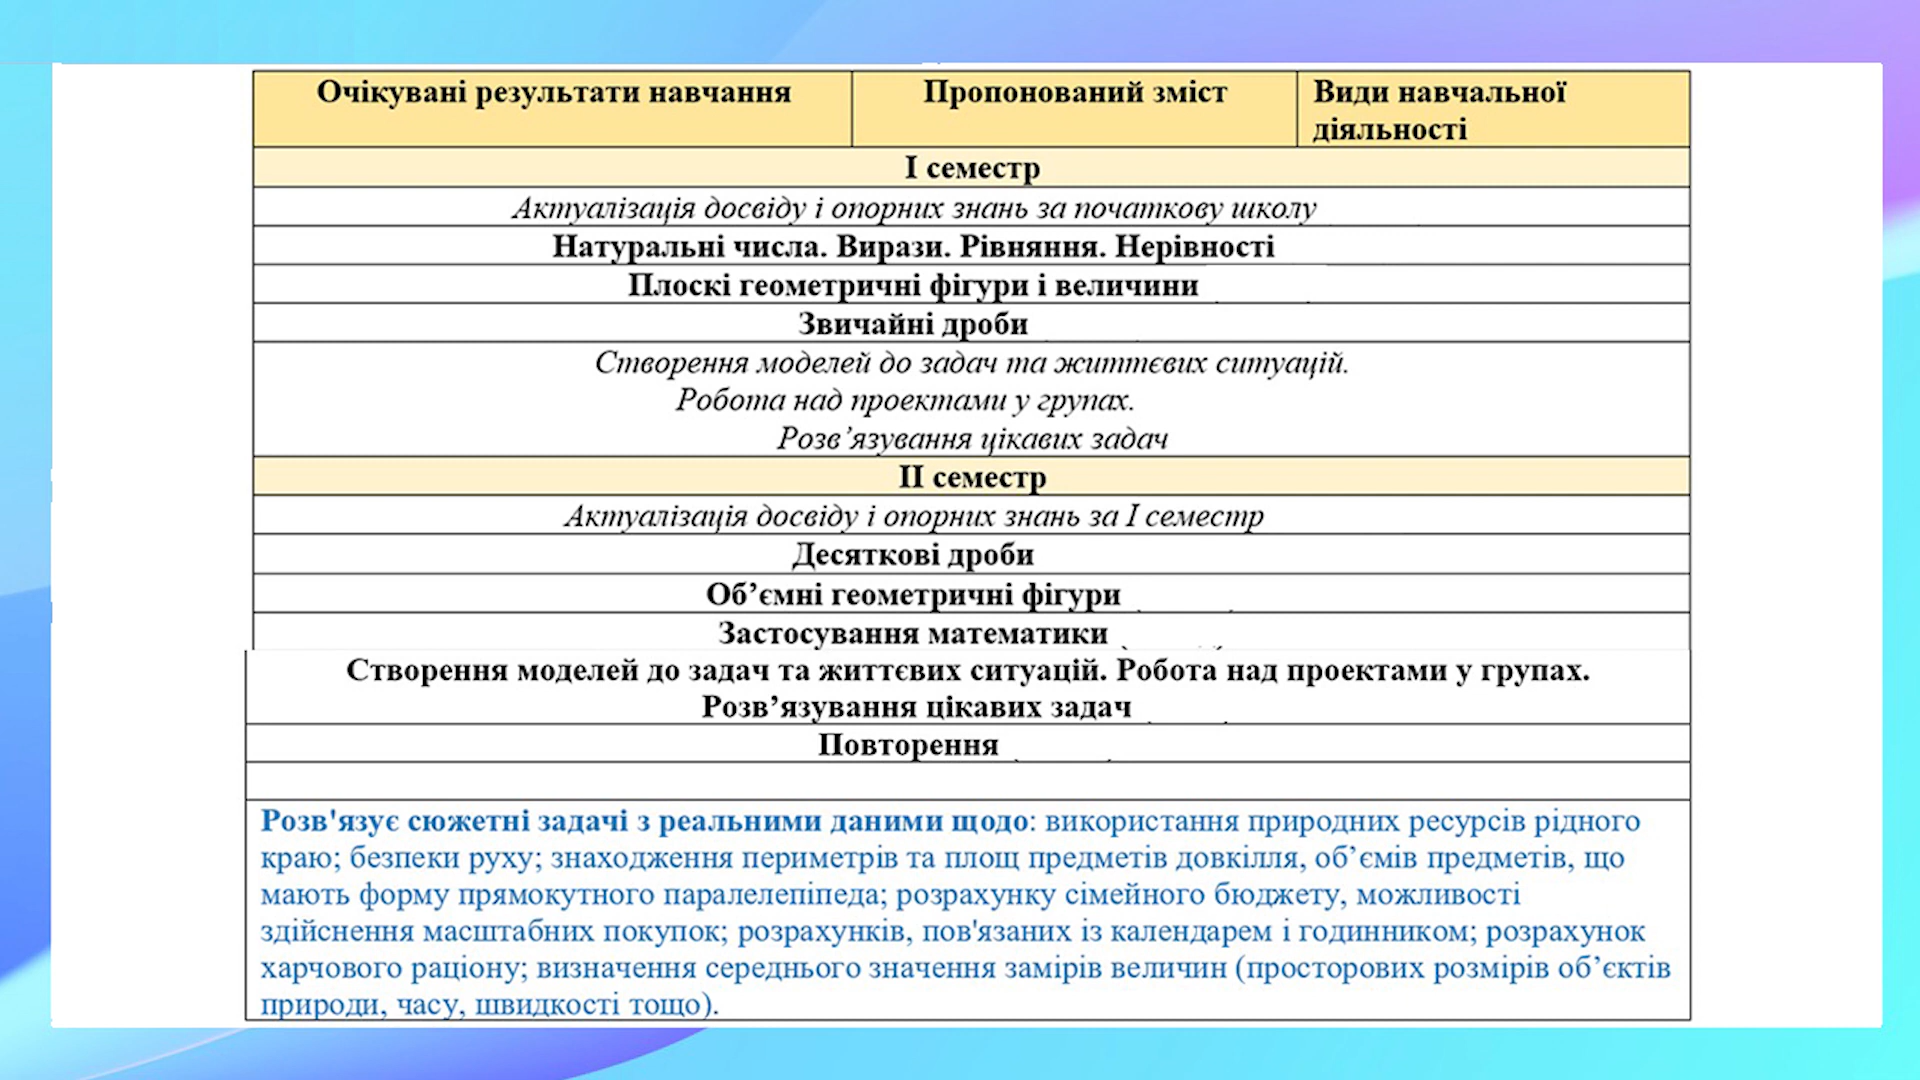 Очікувані результати навчання
Пропонований зміст
Види навчальної
діяльності
І семестр
Актуалізація досвіду і опорних знань за початкову школу
Натуральні числа. Вирази. Рівняння. Нерівності
Плоскі геометричні фігури і величини
Звичайні дроби
Створення моделей до задач та життєвих ситуацій.
Робота над проектами у групах.
Розв’язування цікавих задач
ІІ семестр
Актуалізація досвіду і опорних знань за І семестр
Десяткові дроби
Об’ємні геометричні фігури
Застосування математики
Створення моделей до задач та життєвих ситуацій. Робота над проектами у групах.
Розв’язування цікавих задач
Повторення
Розв'язує сюжетні задачі з реальними даними щодо: використання природних ресурсів рідного
краю; безпеки руху; знаходження периметрів та площ предметів довкілля, об’ємів предметів, що
мають форму прямокутного паралелепіпеда; розрахунку сімейного бюджету, можливості
здійснення масштабних покупок; розрахунків, пов'язаних із календарем і годинником; розрахунок
харчового раціону; визначення середнього значення замірів величин (просторових розмірів об’єктів
природи, часу, швидкості тощо).